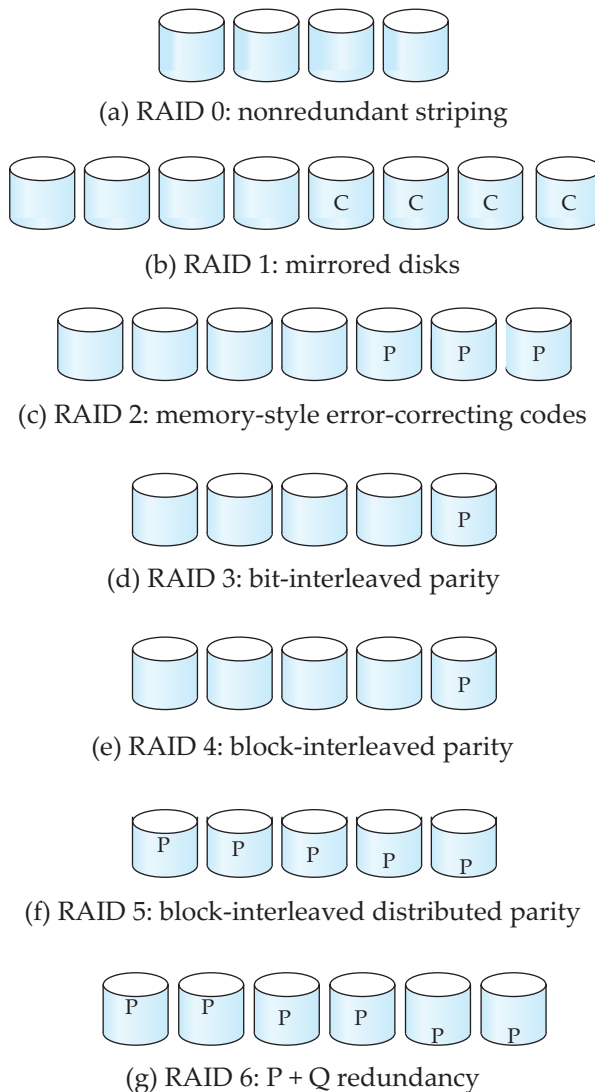 (a) RAID 0: nonredundant striping
C C C C
(b) RAID 1: mirrored disks
P P P
(c) RAID 2: memory-style error-correcting codes
P
(d) RAID 3: bit-interleaved parity
P
(e) RAID 4: block-interleaved parity
P P P P P
(f) RAID 5: block-interleaved distributed parity
P P P P P P
(g) RAID 6: P + Q redundancy